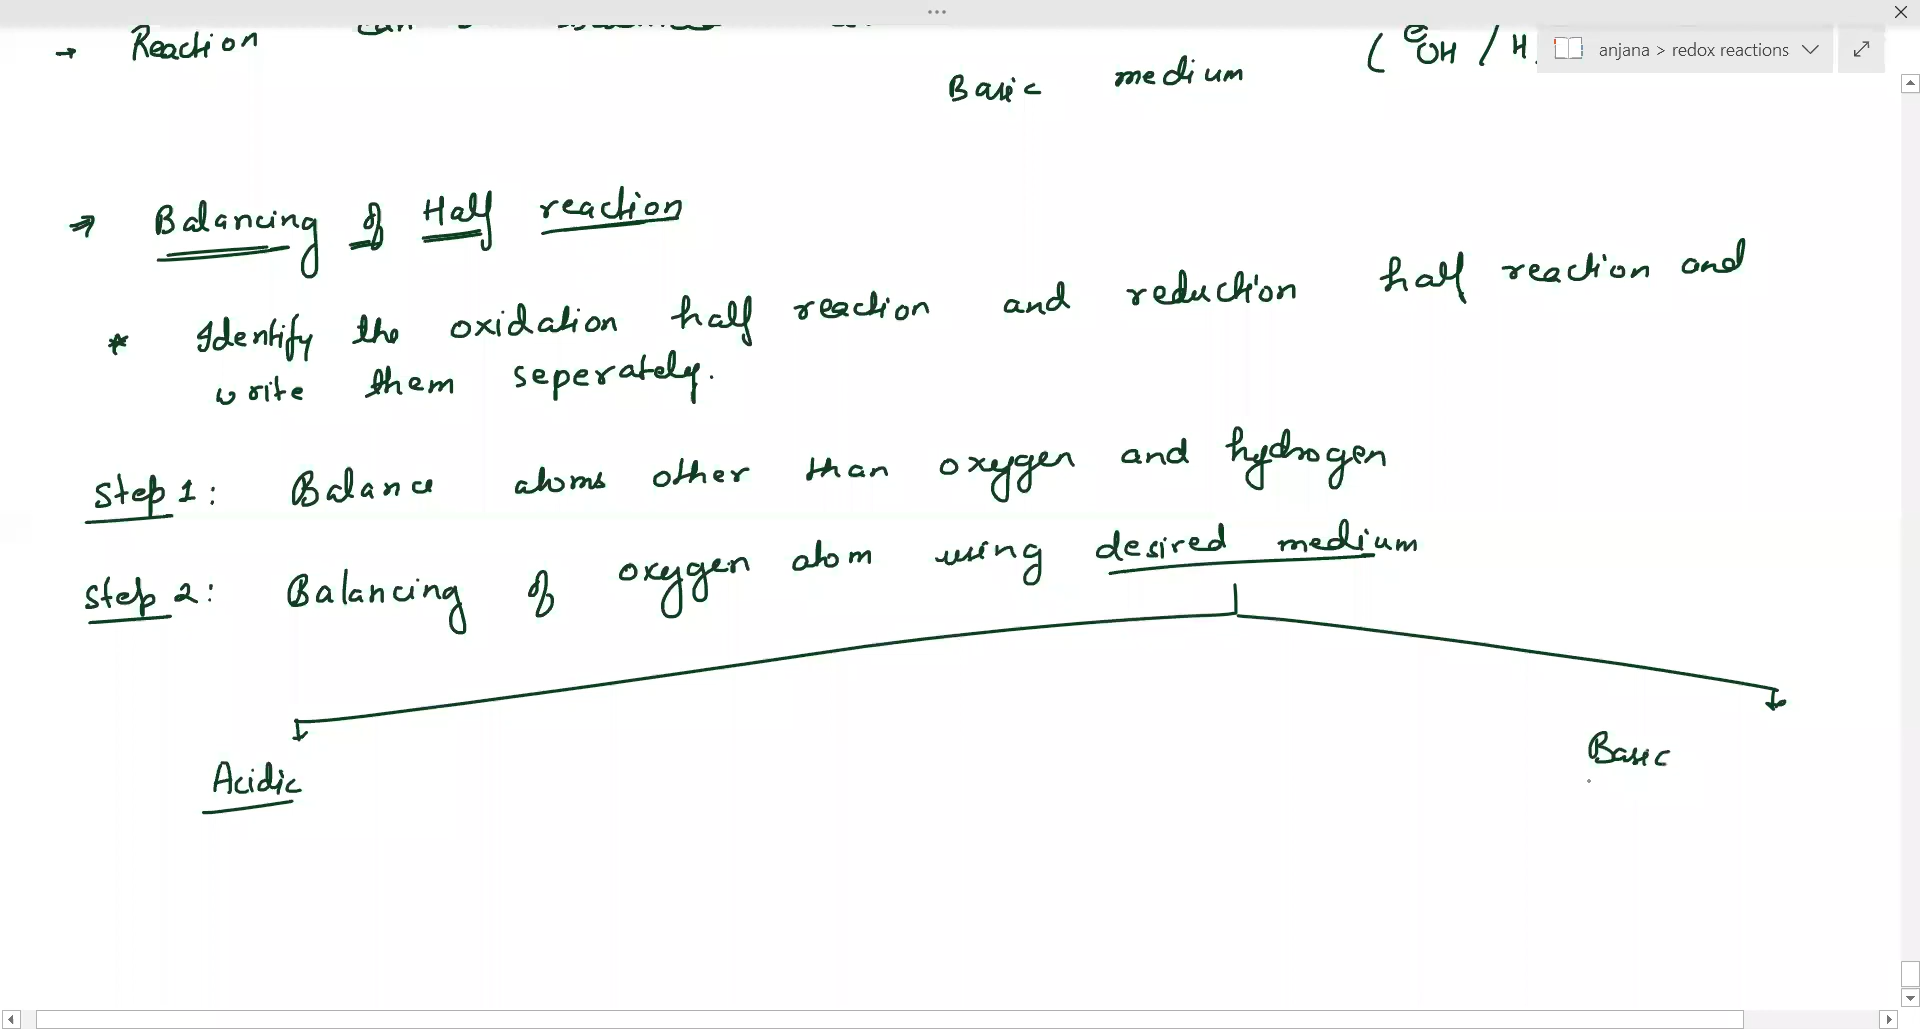 anjana > redox reactions
→ Reaction
Basic medium (⊖OH / H
⇒ Balancing of Half reaction
* Identify the oxidation half reaction and reduction half reaction and
write them seperately.
Step 1: Balance atoms other than oxygen and hydrogen
Step 2: Balancing of oxygen atom using desired medium
Acidic
Basic